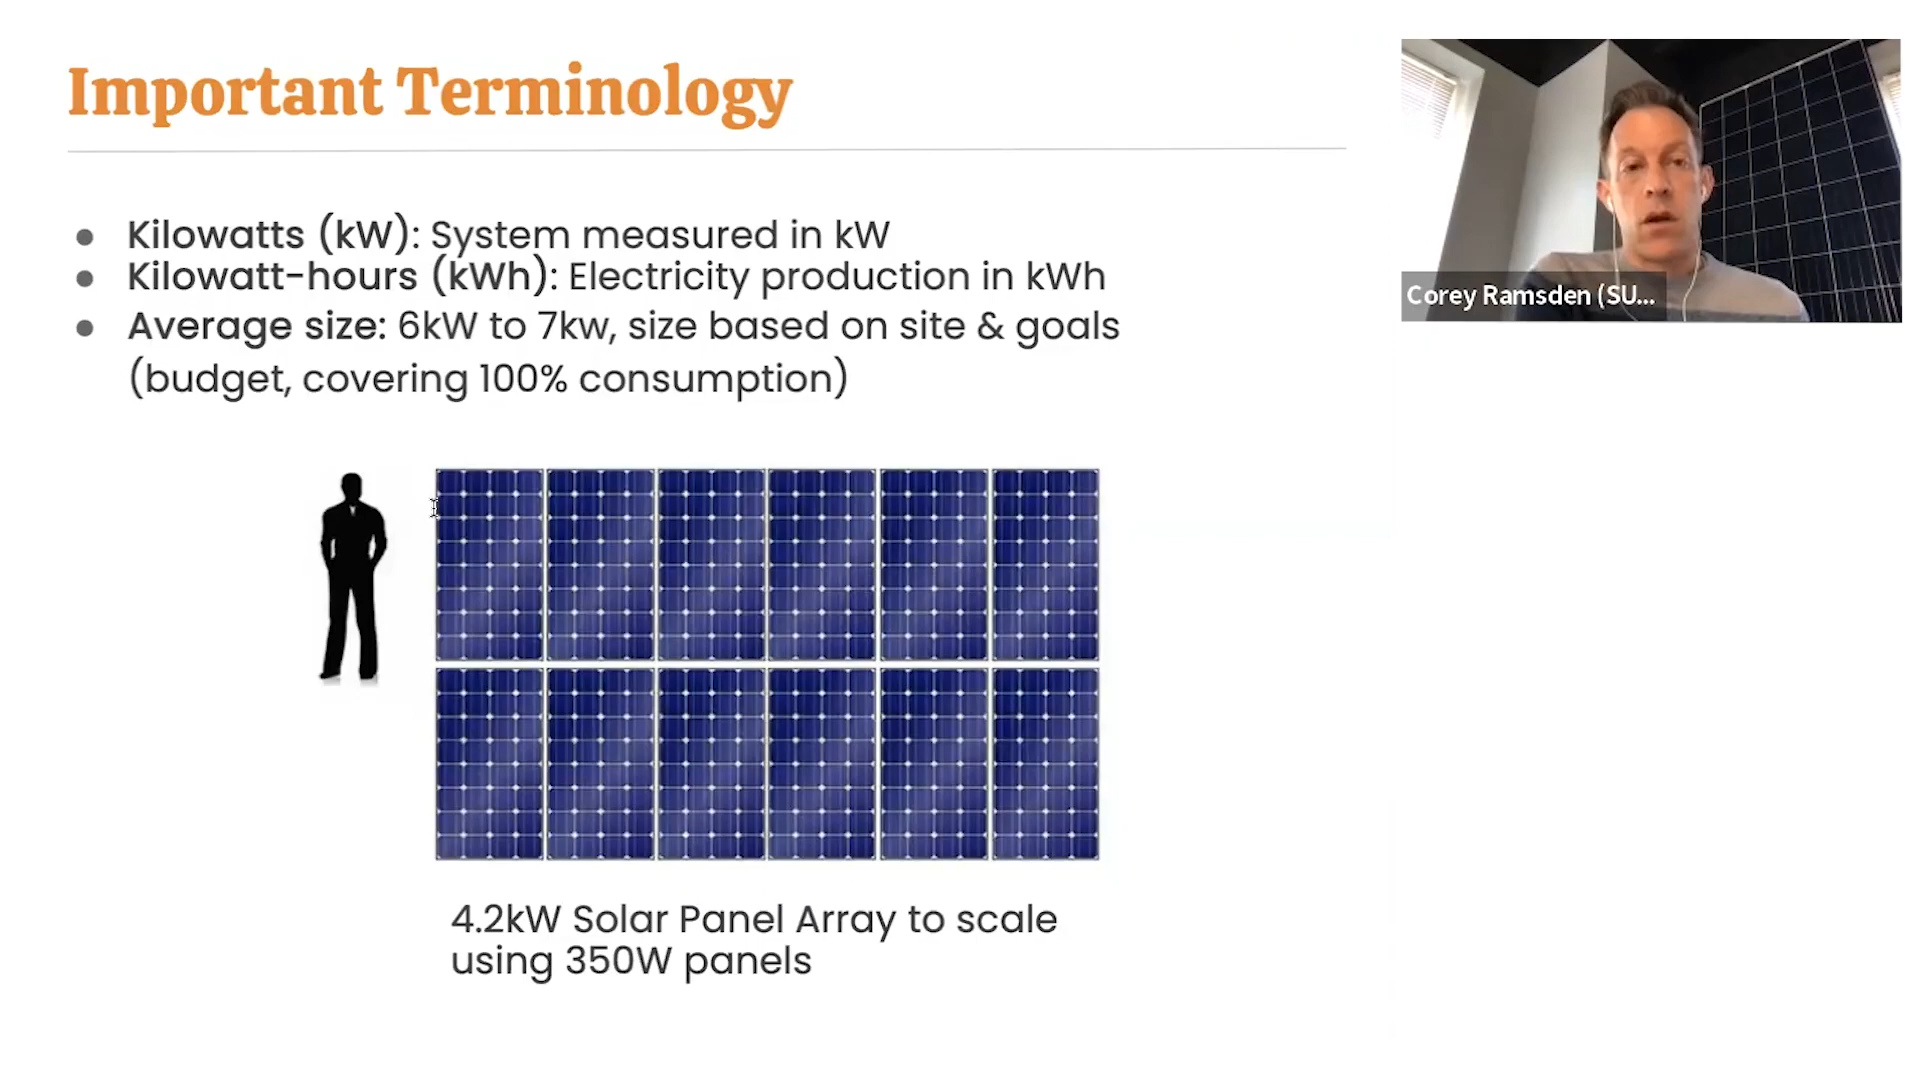 Important Terminology
● Kilowatts (kW): System measured in kW
● Kilowatt-hours (kWh): Electricity production in kWh
● Average size: 6kW to 7kw, size based on site & goals
(budget, covering 100% consumption)
4.2kW Solar Panel Array to scale
using 350W panels
Corey Ramsden (SU...